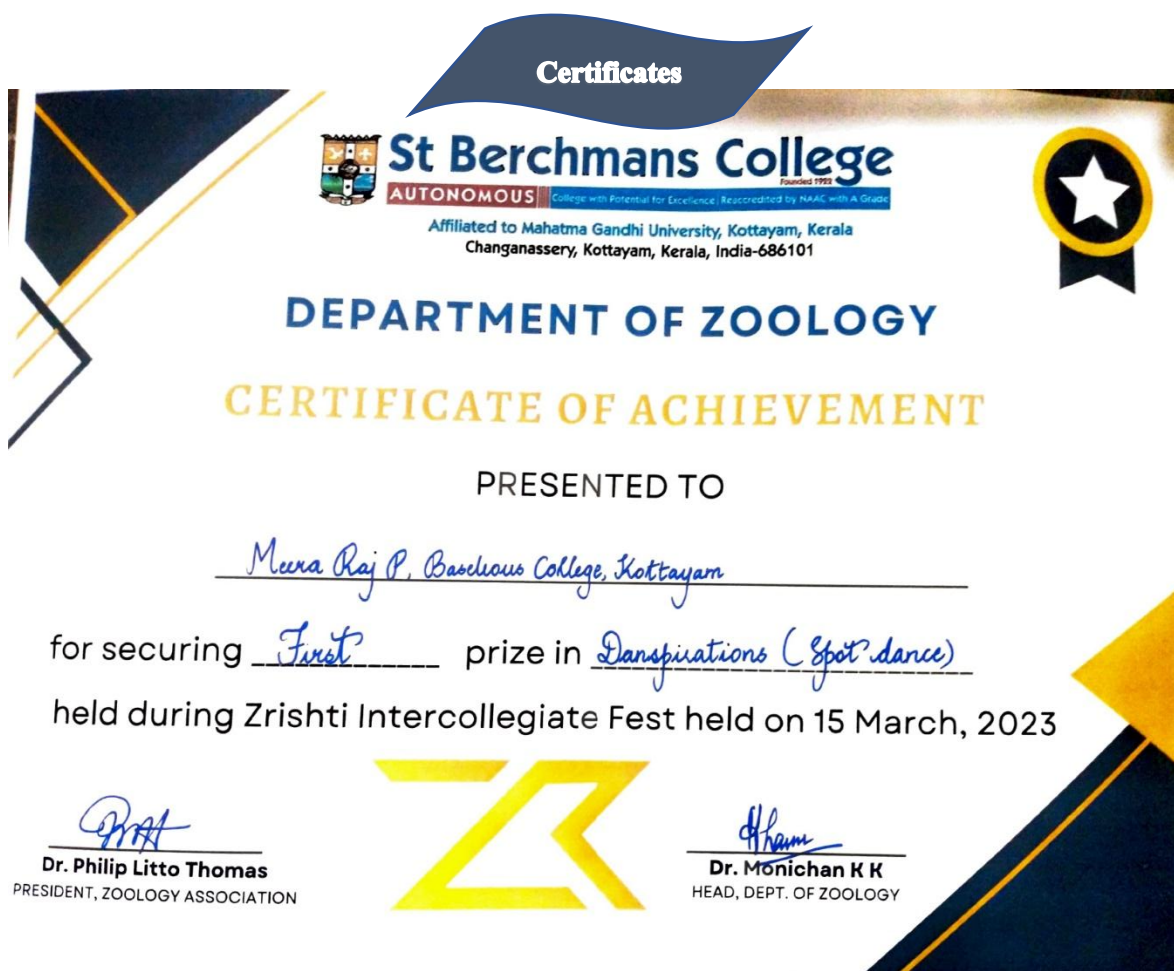 Certificates
St Berchmans College
Founded 1922
AUTONOMOUS College with Potential for Excellence| Reaccredited by NAAC with A Grade
Affiliated to Mahatma Gandhi University, Kottayam, Kerala
Changanassery, Kottayam, Kerala, India-686101
DEPARTMENT OF ZOOLOGY
CERTIFICATE OF ACHIEVEMENT
PRESENTED TO
Meera Raj P, Baselious College, Kottayam
for securing First prize in Danspirations (Spot dance)
held during Zrishti Intercollegiate Fest held on 15 March, 2023
ZR
Dr. Philip Litto Thomas
PRESIDENT, ZOOLOGY ASSOCIATION
Dr. Monichan K K
HEAD, DEPT. OF ZOOLOGY